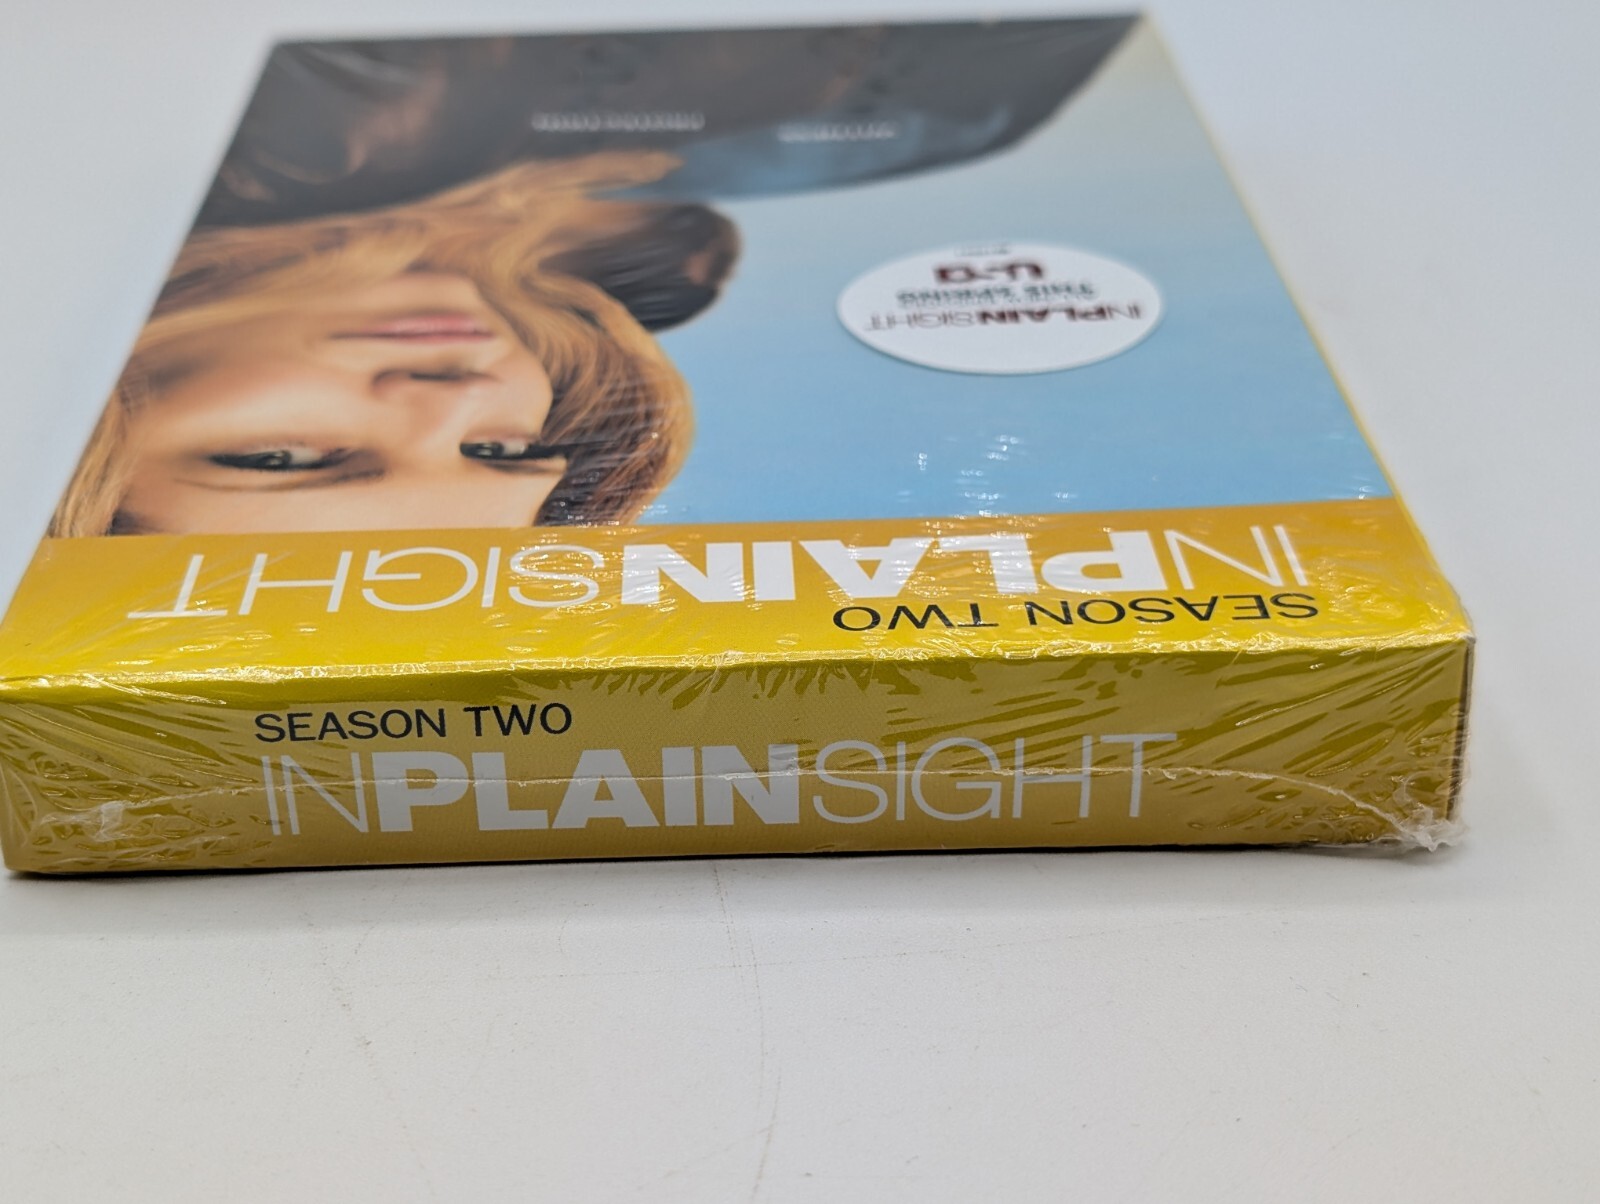 SEASON TWO
INPLAINSIGHT
SEASON TWO
INPLAINSIGHT
INPLAINSIGHT
THIS SPRING
USA